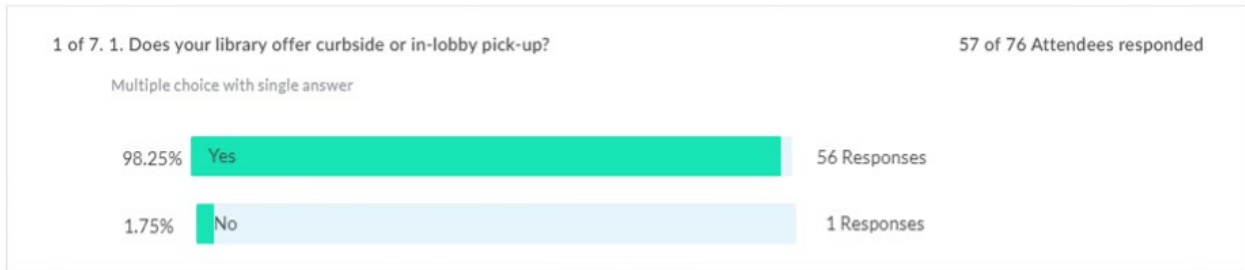 1 of 7. 1. Does your library offer curbside or in-lobby pick-up?
57 of 76 Attendees responded
Multiple choice with single answer
98.25% Yes 56 Responses
1.75% No 1 Responses